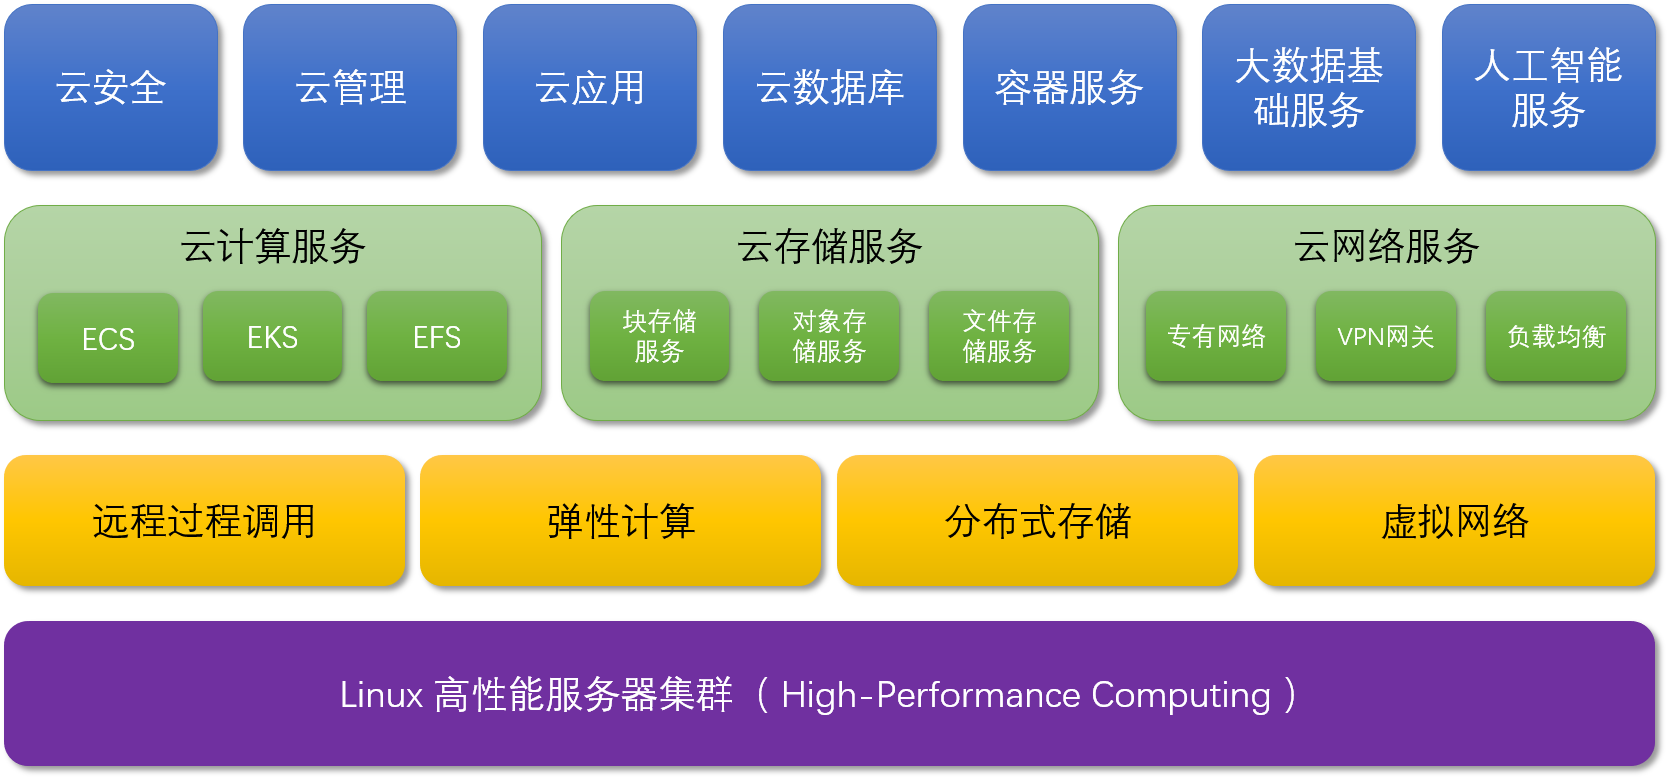 云安全
云管理
云应用
云数据库
容器服务
大数据基
础服务
人工智能
服务
云计算服务
ECS
EKS
EFS
云存储服务
块存储
服务
对象存
储服务
文件存
储服务
云网络服务
专有网络
VPN网关
负载均衡
远程过程调用
弹性计算
分布式存储
虚拟网络
Linux 高性能服务器集群（ High-Performance Computing ）